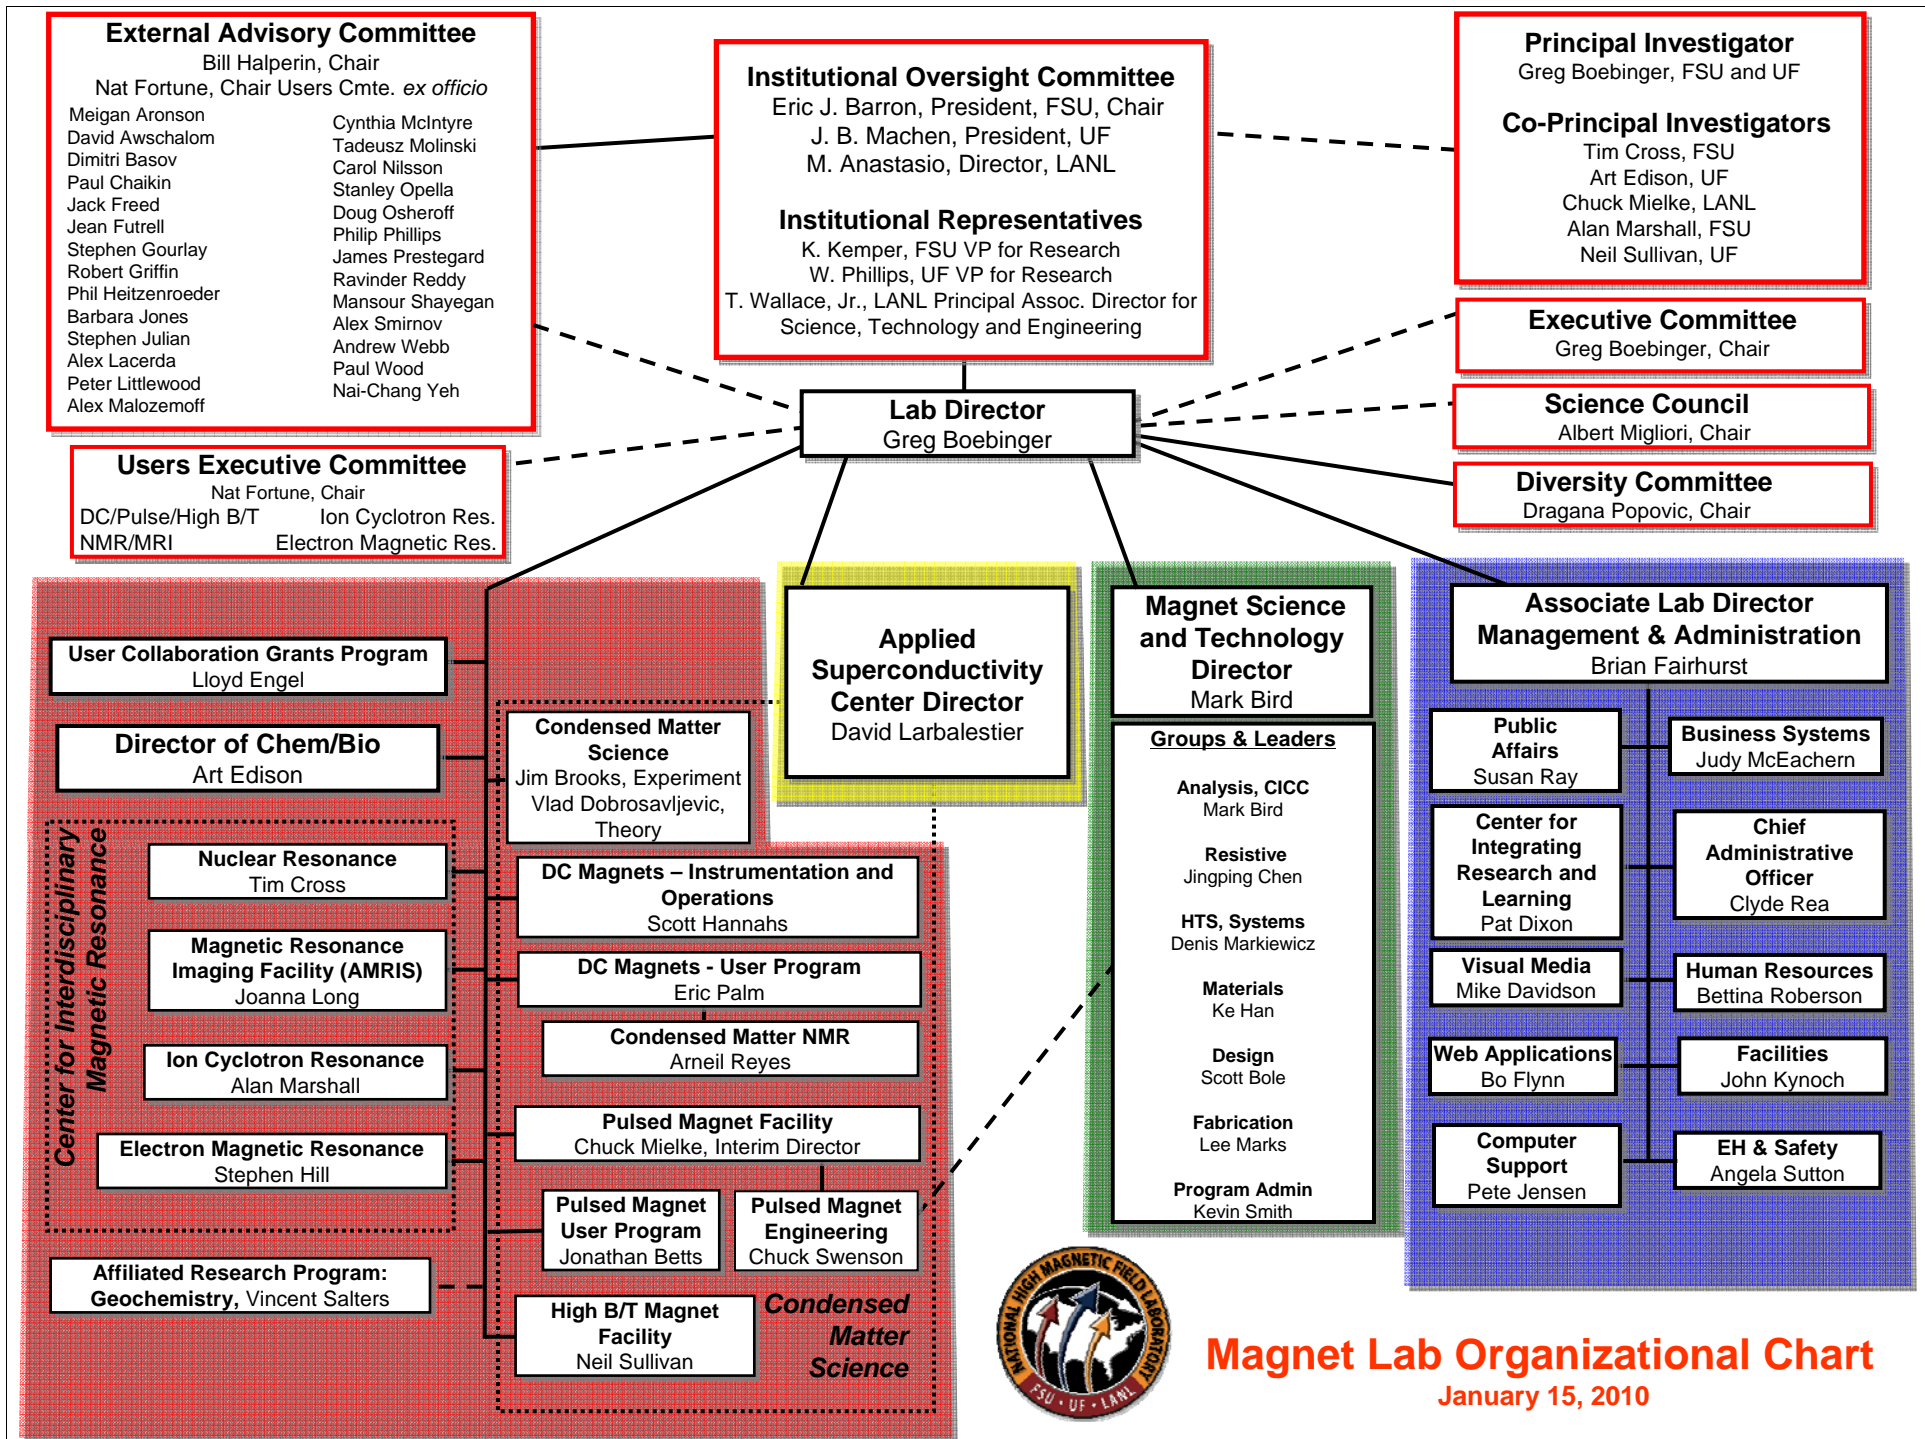 External Advisory Committee
Bill Halperin, Chair
Nat Fortune, Chair Users Cmte. ex officio
Meigan Aronson
David Awschalom
Dimitri Basov
Paul Chaikin
Jack Freed
Jean Futrell
Stephen Gourlay
Robert Griffin
Phil Heitzenroeder
Barbara Jones
Stephen Julian
Alex Lacerda
Peter Littlewood
Alex Malozemoff
Cynthia McIntyre
Tadeusz Molinski
Carol Nilsson
Stanley Opella
Doug Osheroff
Philip Phillips
James Prestegard
Ravinder Reddy
Mansour Shayegan
Alex Smirnov
Andrew Webb
Paul Wood
Nai-Chang Yeh
Institutional Oversight Committee
Eric J. Barron, President, FSU, Chair
J. B. Machen, President, UF
M. Anastasio, Director, LANL
Institutional Representatives
K. Kemper, FSU VP for Research
W. Phillips, UF VP for Research
T. Wallace, Jr., LANL Principal Assoc. Director for
Science, Technology and Engineering
Principal Investigator
Greg Boebinger, FSU and UF
Co-Principal Investigators
Tim Cross, FSU
Art Edison, UF
Chuck Mielke, LANL
Alan Marshall, FSU
Neil Sullivan, UF
Executive Committee
Greg Boebinger, Chair
Science Council
Albert Migliori, Chair
Diversity Committee
Dragana Popovic, Chair
Lab Director
Greg Boebinger
Users Executive Committee
Nat Fortune, Chair
DC/Pulse/High B/T Ion Cyclotron Res.
NMR/MRI Electron Magnetic Res.
User Collaboration Grants Program
Lloyd Engel
Director of Chem/Bio
Art Edison
Center for Interdisciplinary
Magnetic Resonance
Nuclear Resonance
Tim Cross
Magnetic Resonance
Imaging Facility (AMRIS)
Joanna Long
Ion Cyclotron Resonance
Alan Marshall
Electron Magnetic Resonance
Stephen Hill
Affiliated Research Program:
Geochemistry, Vincent Salters
Condensed Matter
Science
Jim Brooks, Experiment
Vlad Dobrosavljevic,
Theory
DC Magnets – Instrumentation and
Operations
Scott Hannahs
DC Magnets - User Program
Eric Palm
Condensed Matter NMR
Arneil Reyes
Pulsed Magnet Facility
Chuck Mielke, Interim Director
Pulsed Magnet
User Program
Jonathan Betts
Pulsed Magnet
Engineering
Chuck Swenson
High B/T Magnet
Facility
Neil Sullivan
Condensed
Matter
Science
Applied
Superconductivity
Center Director
David Larbalestier
Magnet Science
and Technology
Director
Mark Bird
Groups & Leaders
Analysis, CICC
Mark Bird
Resistive
Jingping Chen
HTS, Systems
Denis Markiewicz
Materials
Ke Han
Design
Scott Bole
Fabrication
Lee Marks
Program Admin
Kevin Smith
Associate Lab Director
Management & Administration
Brian Fairhurst
Public
Affairs
Susan Ray
Business Systems
Judy McEachern
Center for
Integrating
Research and
Learning
Pat Dixon
Chief
Administrative
Officer
Clyde Rea
Visual Media
Mike Davidson
Human Resources
Bettina Roberson
Web Applications
Bo Flynn
Facilities
John Kynoch
Computer
Support
Pete Jensen
EH & Safety
Angela Sutton
NATIONAL HIGH MAGNETIC FIELD LABORATORY
FSU · UF · LANL
Magnet Lab Organizational Chart
January 15, 2010